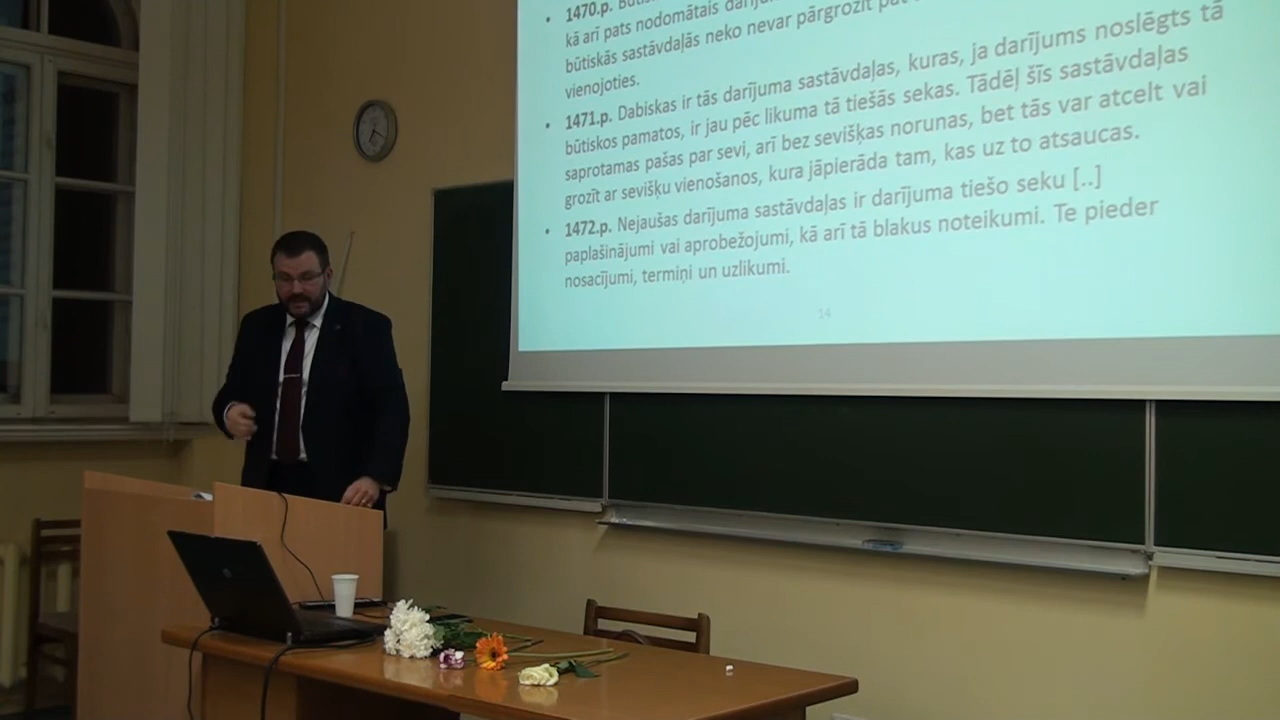 1470.p.
kā arī pats nodomātais
būtiskās sastāvdaļās neko nevar pārgrozīt pat
vienojoties.
1471.p. Dabiskas ir tās darījuma sastāvdaļas, kuras, ja darījums noslēgts tā
būtiskos pamatos, ir jau pēc likuma tā tiešās sekas. Tādēļ šīs sastāvdaļas
saprotamas pašas par sevi, arī bez sevišķas norunas, bet tās var atcelt vai
grozīt ar sevišķu vienošanos, kura jāpierāda tam, kas uz to atsaucas.
1472.p. Nejaušas darījuma sastāvdaļas ir darījuma tiešo seku [..]
paplašinājumi vai aprobežojumi, kā arī tā blakus noteikumi. Te pieder
nosacījumi, termiņi un uzlikumi.
14